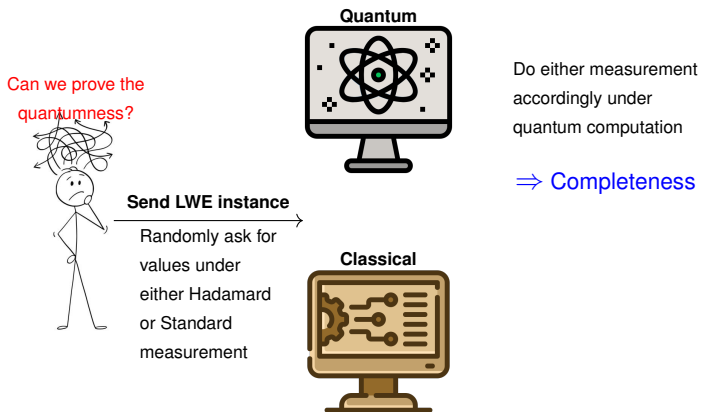 Quantum
Can we prove the
quantumness?
Do either measurement
accordingly under
quantum computation
⇒ Completeness
Send LWE instance
Randomly ask for
values under
either Hadamard
or Standard
measurement
Classical